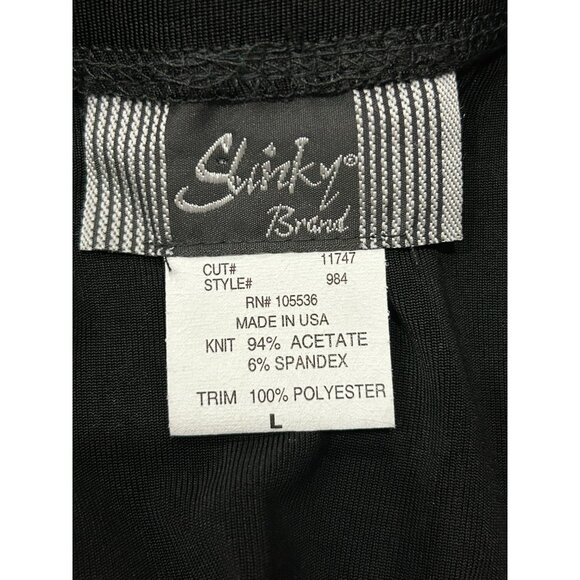 Slinky®
Brand
CUT# 11747
STYLE# 984
RN# 105536
MADE IN USA
KNIT 94% ACETATE
6% SPANDEX
TRIM 100% POLYESTER
L